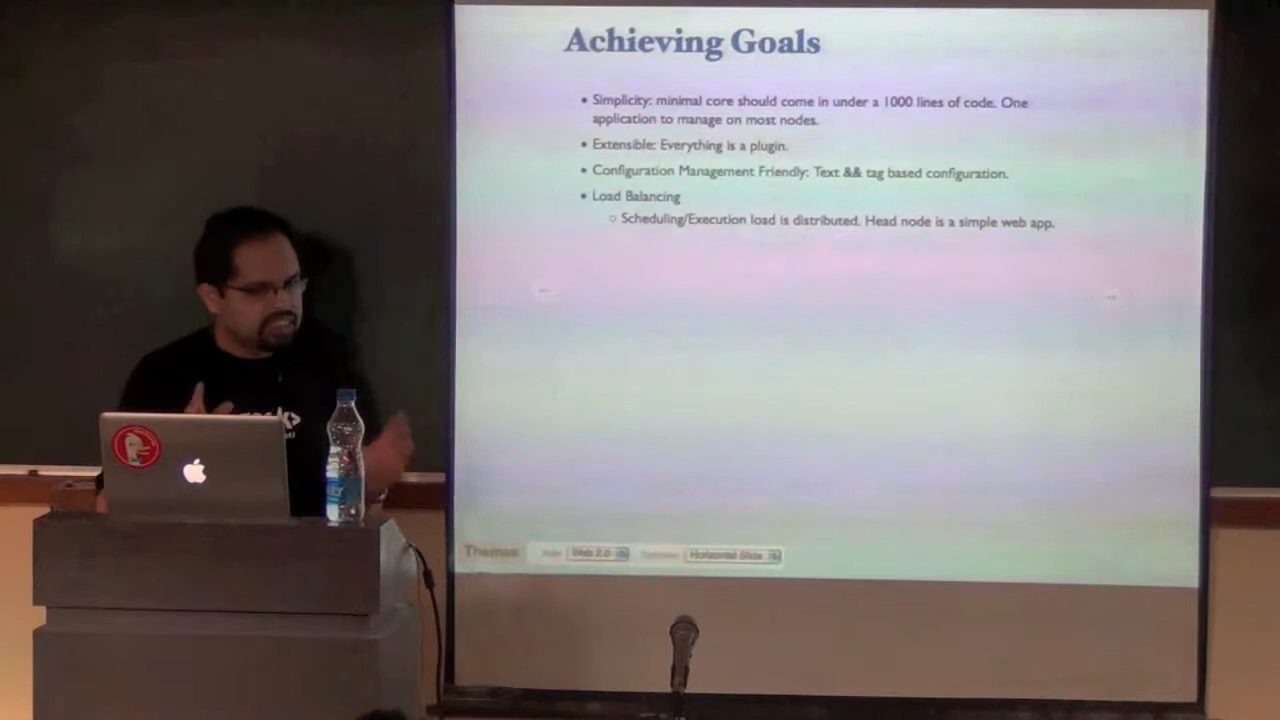 Achieving Goals
• Simplicity: minimal core should come in under a 1000 lines of code. One
application to manage on most nodes.
• Extensible: Everything is a plugin.
• Configuration Management Friendly: Text && tag based configuration.
• Load Balancing
○ Scheduling/Execution load is distributed. Head node is a simple web app.
Themes Web 2.0 Horizontal Slide